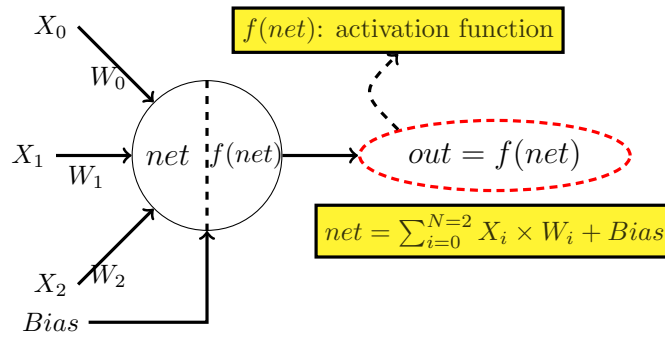 X₀
f(net): activation function
W₀
X₁
W₁
net
f(net)
out = f(net)
net = ∑ᵢ₌₀ᴺ⁼² Xᵢ × Wᵢ + Bias
W₂
X₂
Bias